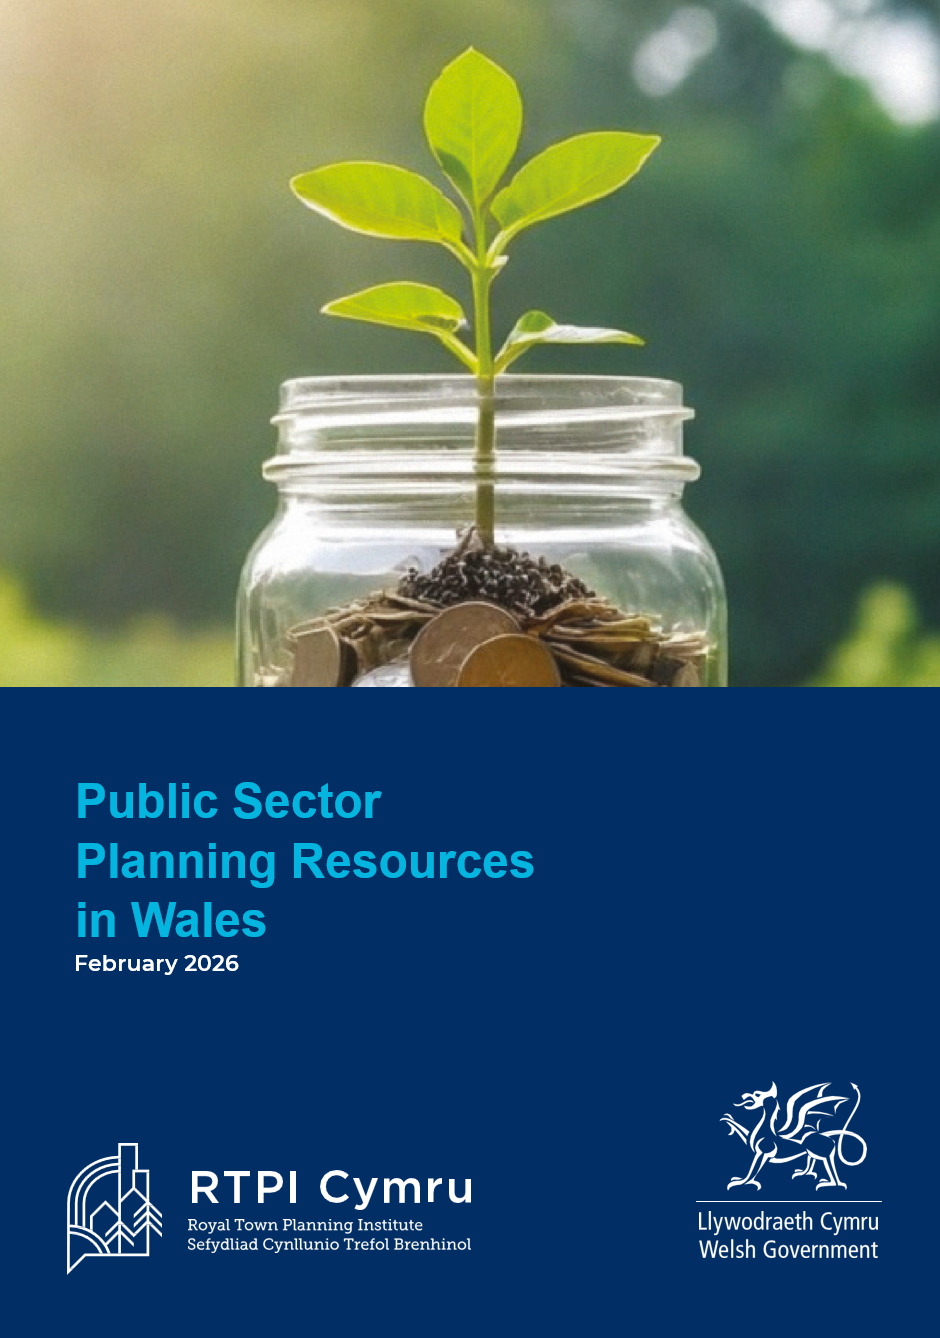 Public Sector
Planning Resources
in Wales
February 2026
RTPI Cymru
Royal Town Planning Institute
Sefydliad Cynllunio Trefol Brenhinol
Llywodraeth Cymru
Welsh Government